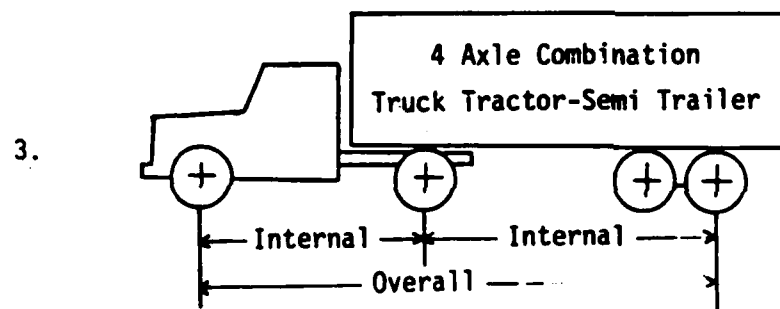 4 Axle Combination
Truck Tractor-Semi Trailer
3.
Internal Internal
Overall